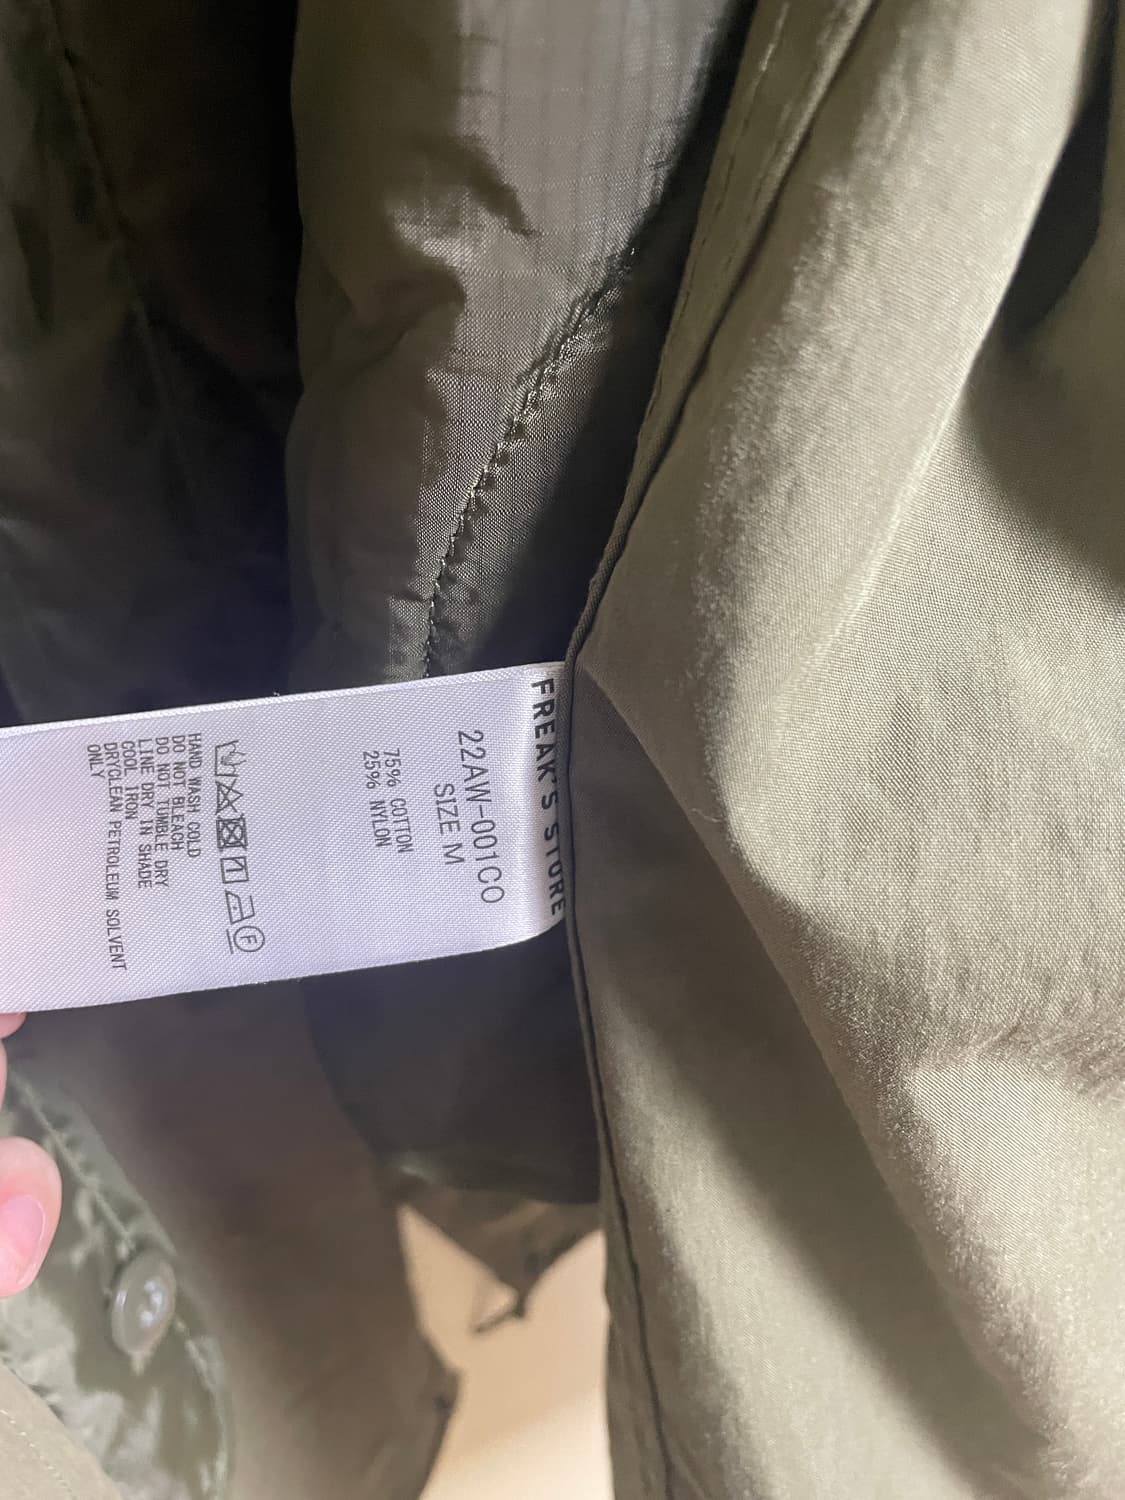 FREAK'S STORE
22AW-001CO
SIZE M
75% COTTON
25% NYLON
F
HAND WASH COLD
DO NOT BLEACH
DO NOT TUMBLE DRY
LINE DRY IN SHADE
COOL IRON
DRYCLEAN PETROLEUM SOLVENT
ONLY